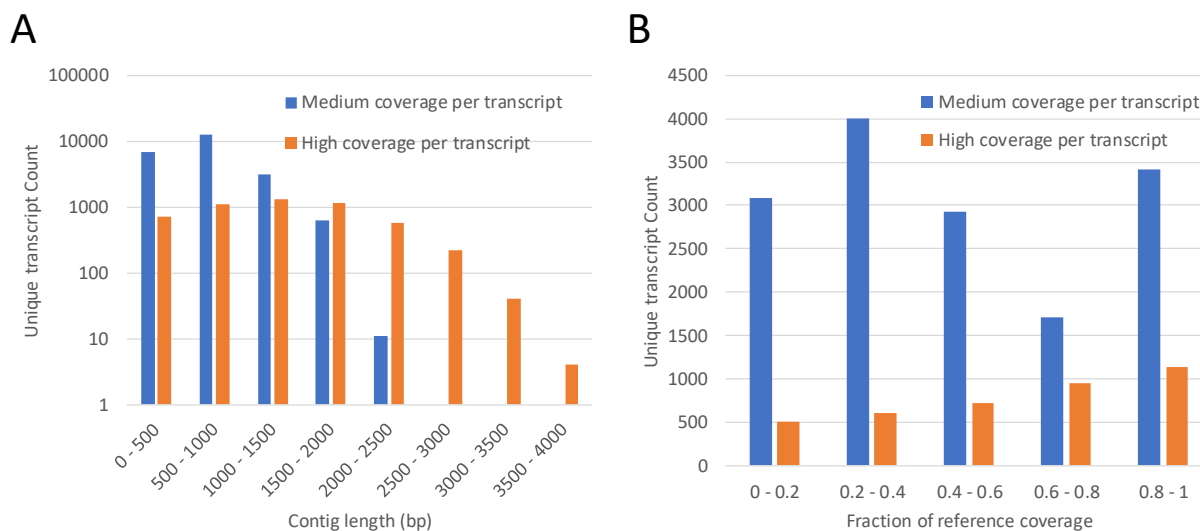 A
Unique transcript Count
100000
10000
1000
100
10
1
Medium coverage per transcript
High coverage per transcript
0 - 500
500 - 1000
1000 - 1500
1500 - 2000
2000 - 2500
2500 - 3000
3000 - 3500
3500 - 4000
Contig length (bp)
B
Unique transcript Count
4500
4000
3500
3000
2500
2000
1500
1000
500
0
Medium coverage per transcript
High coverage per transcript
0 - 0.2
0.2 - 0.4
0.4 - 0.6
0.6 - 0.8
0.8 - 1
Fraction of reference coverage